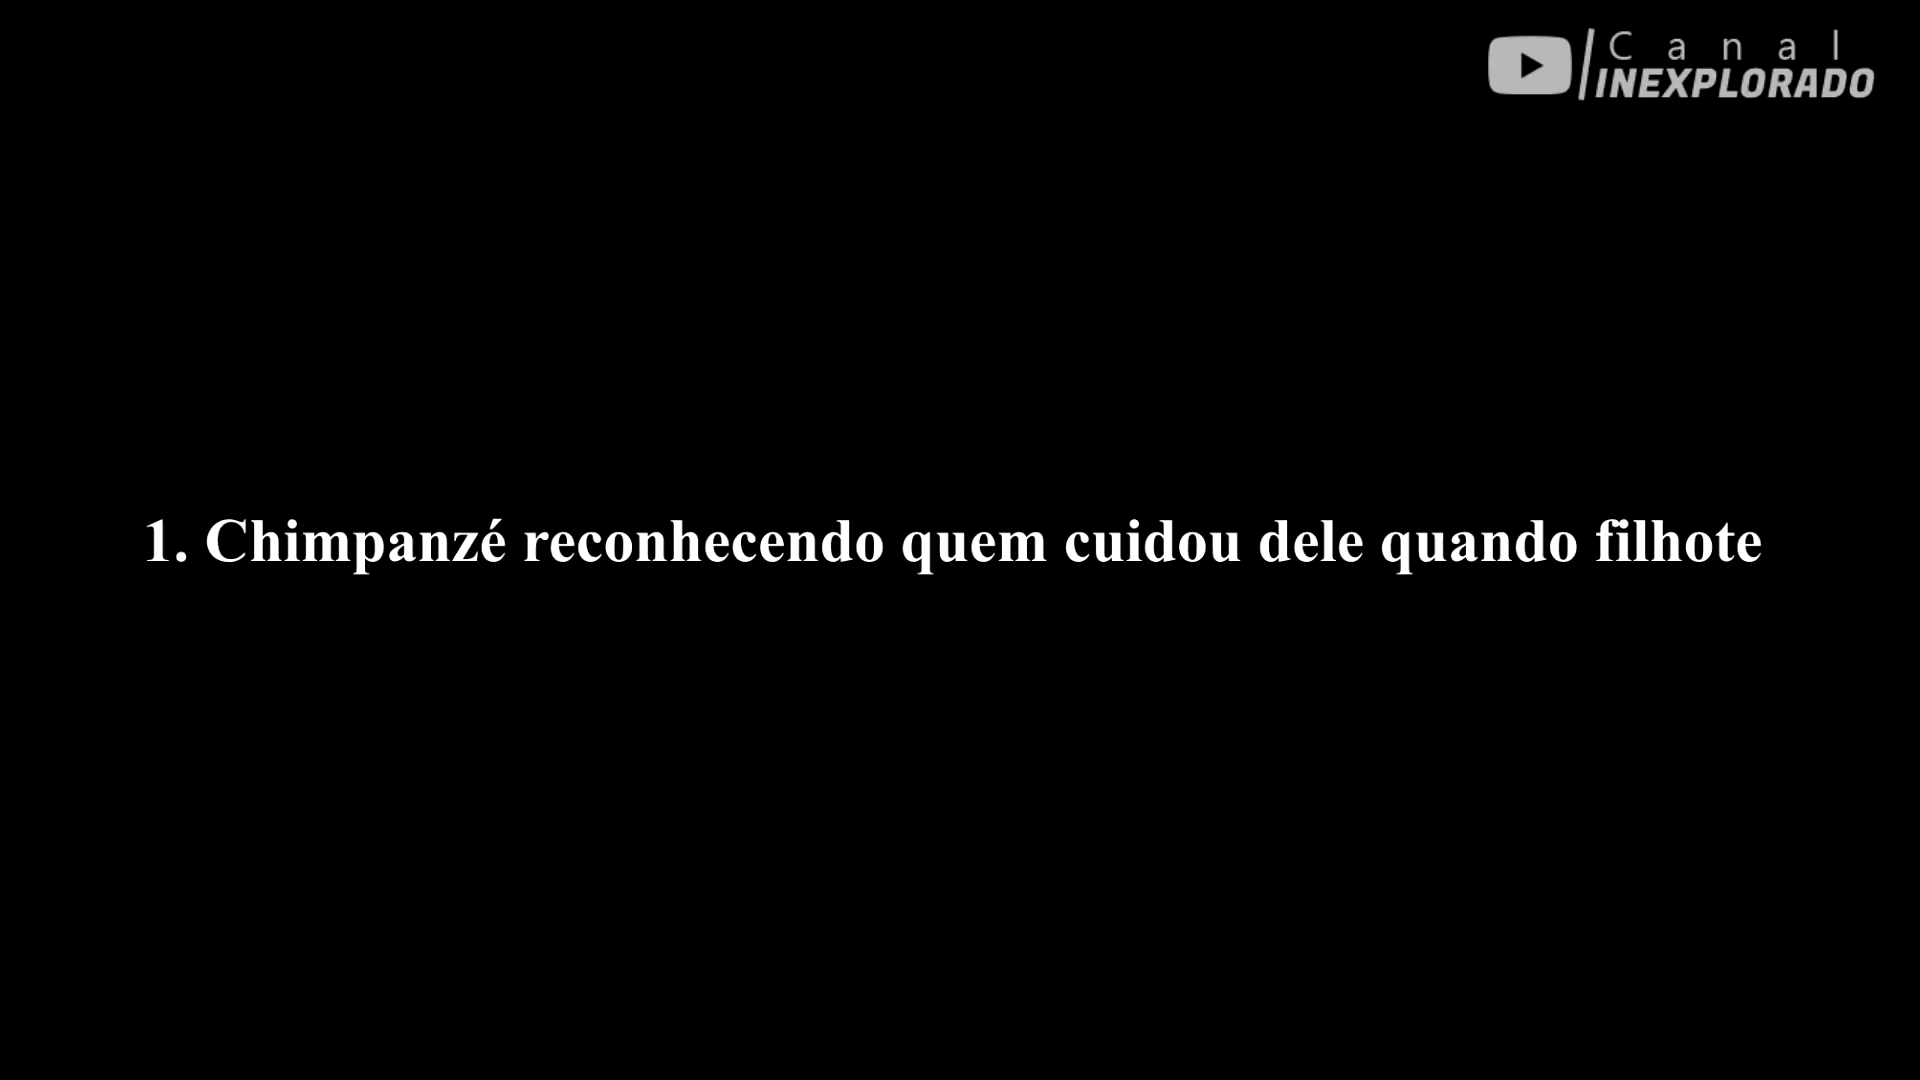 Canal
INEXPLORADO
1. Chimpanzé reconhecendo quem cuidou dele quando filhote